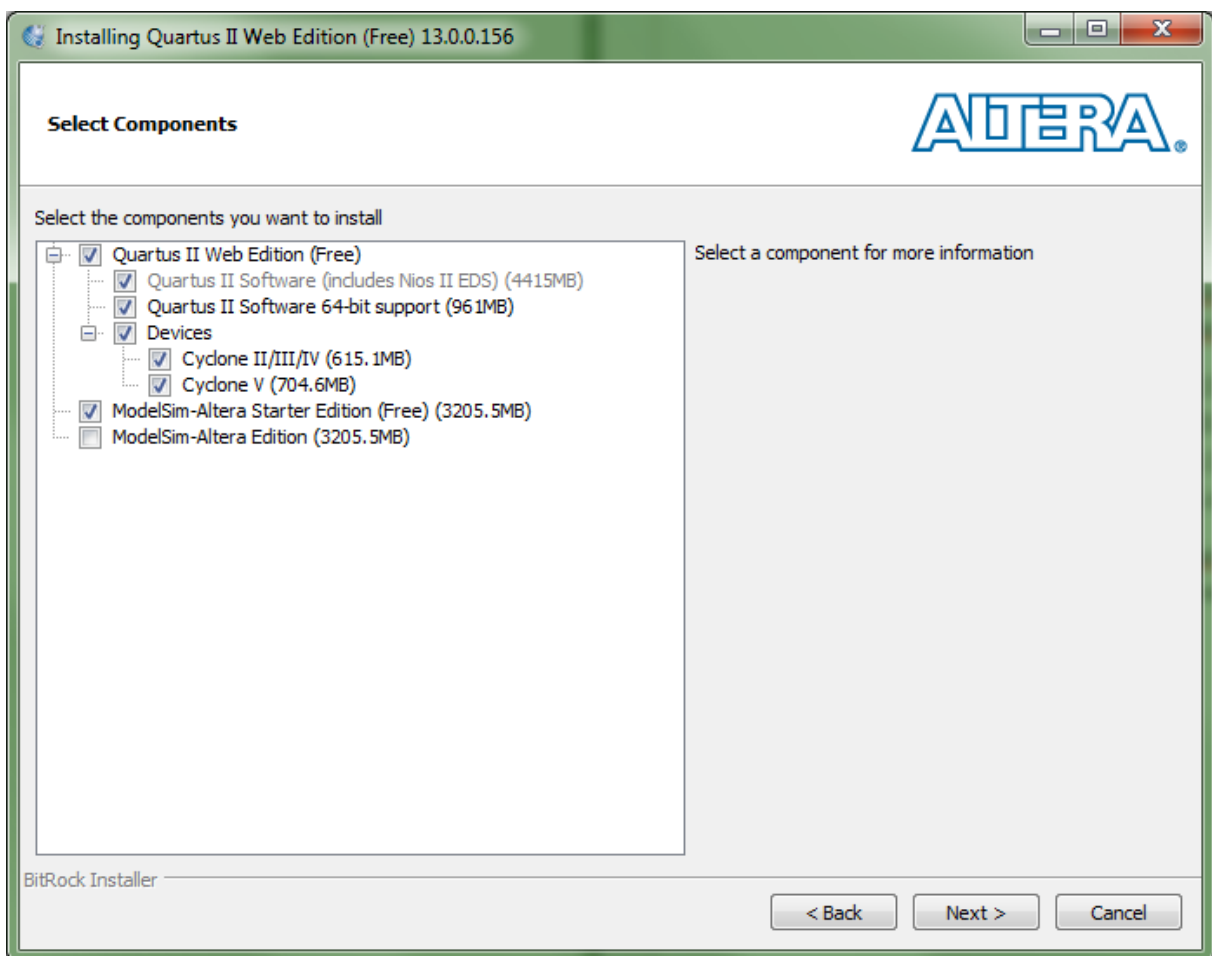 Installing Quartus II Web Edition (Free) 13.0.0.156
Select Components
ALTERA®
Select the components you want to install
Quartus II Web Edition (Free)
Select a component for more information
Quartus II Software (includes Nios II EDS) (4415MB)
Quartus II Software 64-bit support (961MB)
Devices
Cyclone II/III/IV (615.1MB)
Cyclone V (704.6MB)
ModelSim-Altera Starter Edition (Free) (3205.5MB)
ModelSim-Altera Edition (3205.5MB)
BitRock Installer
< Back
Next >
Cancel